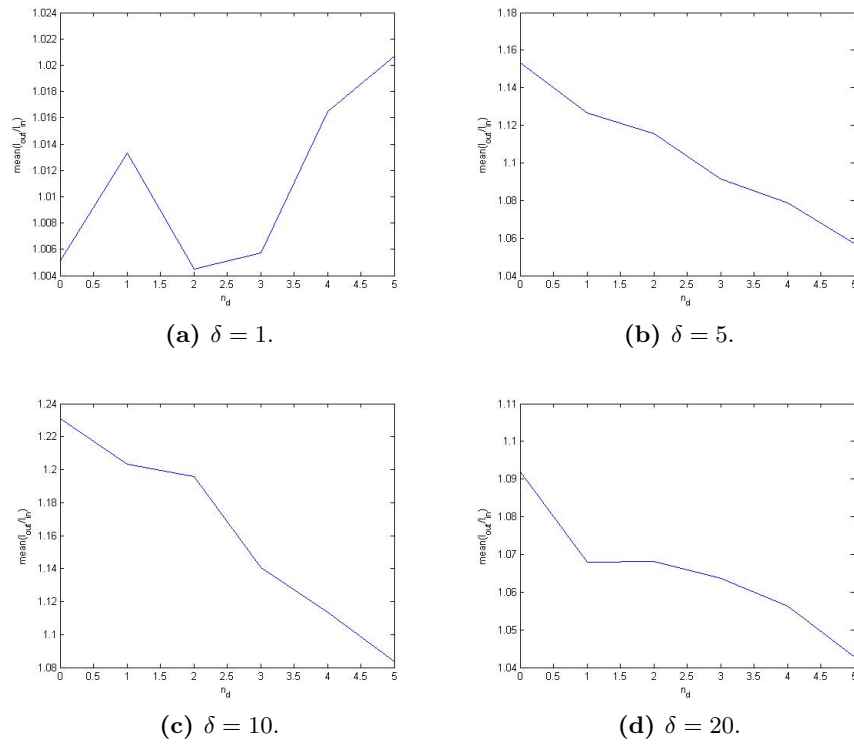 1.024
1.022
1.02
1.018
1.016
1.014
1.012
1.01
1.008
1.006
1.004
mean(I_out/I_in)
0 0.5 1 1.5 2 2.5 3 3.5 4 4.5 5
n_d
(a) δ = 1.
1.18
1.16
1.14
1.12
1.1
1.08
1.06
1.04
mean(I_out/I_in)
0 0.5 1 1.5 2 2.5 3 3.5 4 4.5 5
n_d
(b) δ = 5.
1.24
1.22
1.2
1.18
1.16
1.14
1.12
1.1
1.08
mean(I_out/I_in)
0 0.5 1 1.5 2 2.5 3 3.5 4 4.5 5
n_d
(c) δ = 10.
1.11
1.1
1.09
1.08
1.07
1.06
1.05
1.04
mean(I_out/I_in)
0 0.5 1 1.5 2 2.5 3 3.5 4 4.5 5
n_d
(d) δ = 20.